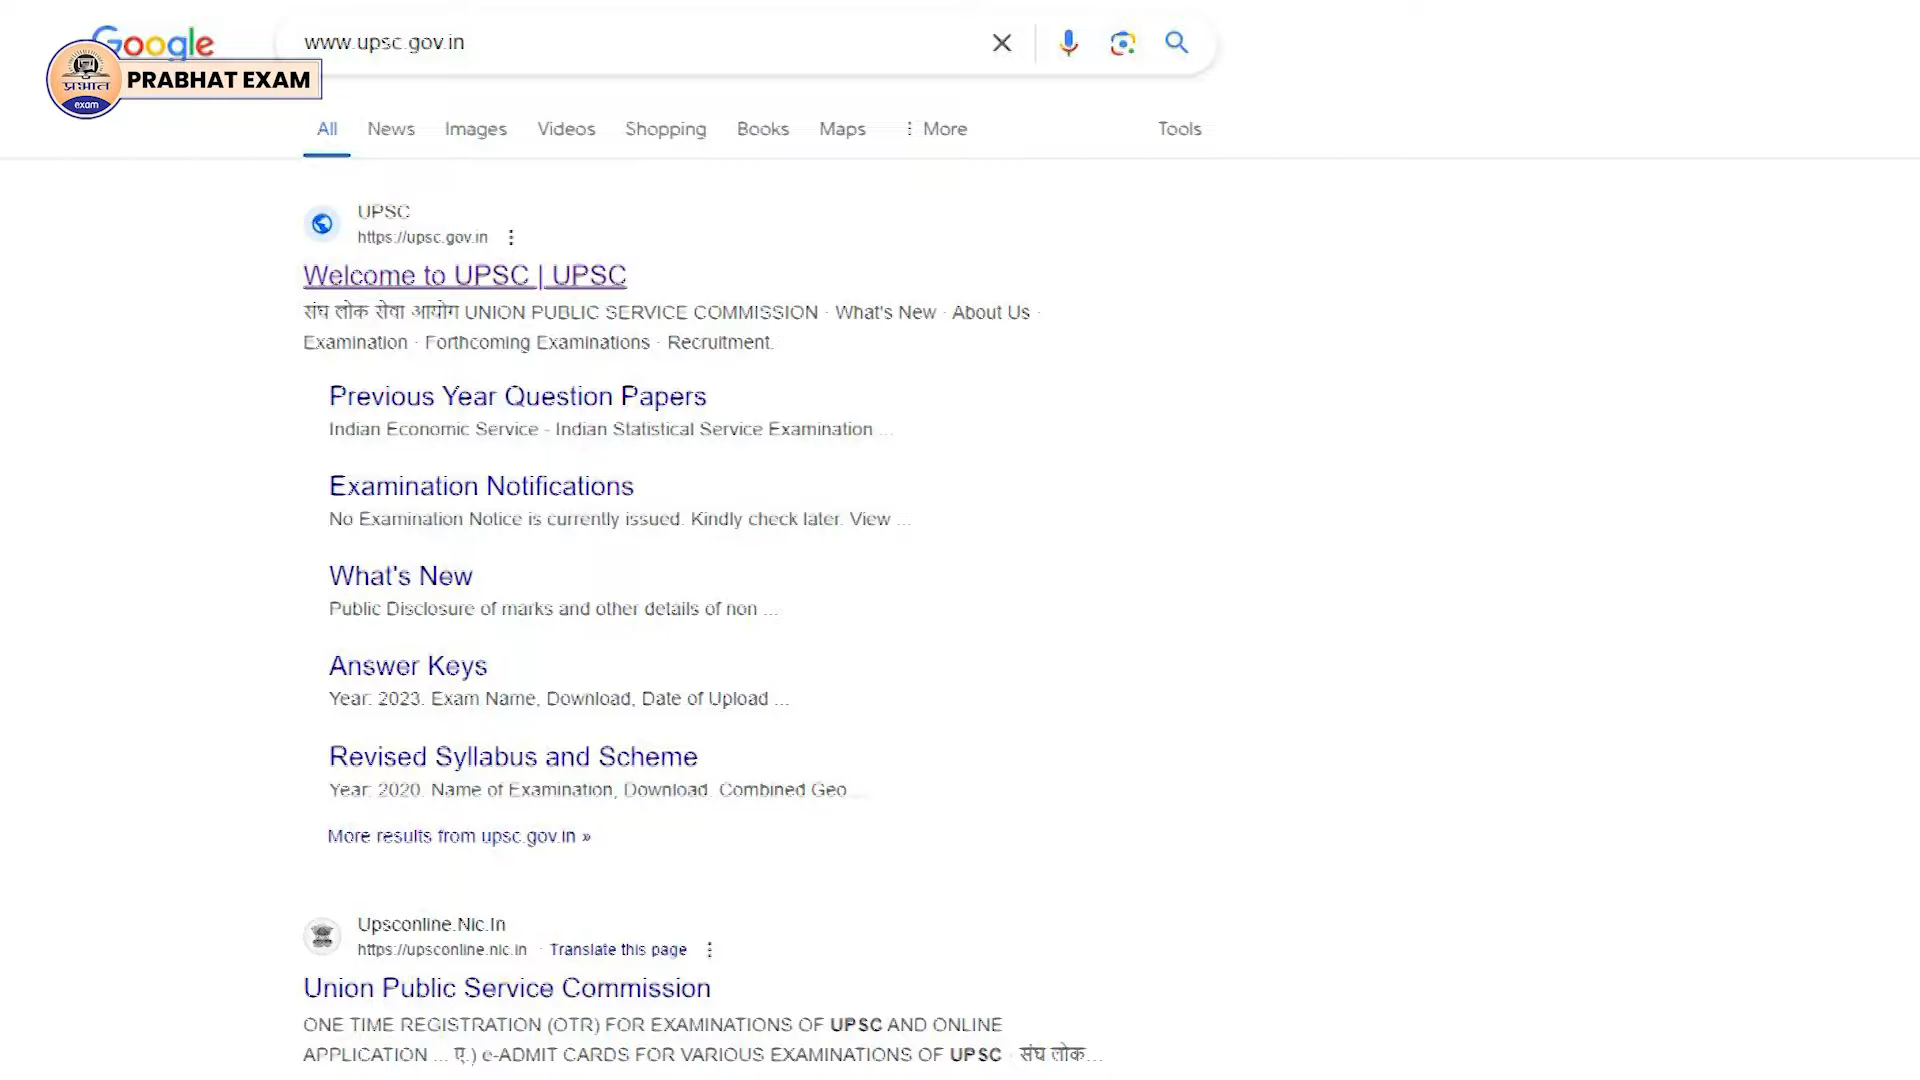 Google
www.upsc.gov.in
प्रभात
exam
PRABHAT EXAM
All News Images Videos Shopping Books Maps More Tools
UPSC
https://upsc.gov.in
Welcome to UPSC | UPSC
संघ लोक सेवा आयोग UNION PUBLIC SERVICE COMMISSION · What's New · About Us ·
Examination · Forthcoming Examinations · Recruitment.
Previous Year Question Papers
Indian Economic Service - Indian Statistical Service Examination ...
Examination Notifications
No Examination Notice is currently issued. Kindly check later. View ...
What's New
Public Disclosure of marks and other details of non ...
Answer Keys
Year: 2023. Exam Name, Download, Date of Upload ...
Revised Syllabus and Scheme
Year: 2020. Name of Examination, Download. Combined Geo
More results from upsc.gov.in »
Upsconline.Nic.In
https://upsconline.nic.in · Translate this page
Union Public Service Commission
ONE TIME REGISTRATION (OTR) FOR EXAMINATIONS OF UPSC AND ONLINE
APPLICATION ... ए.) e-ADMIT CARDS FOR VARIOUS EXAMINATIONS OF UPSC · संघ लोक...